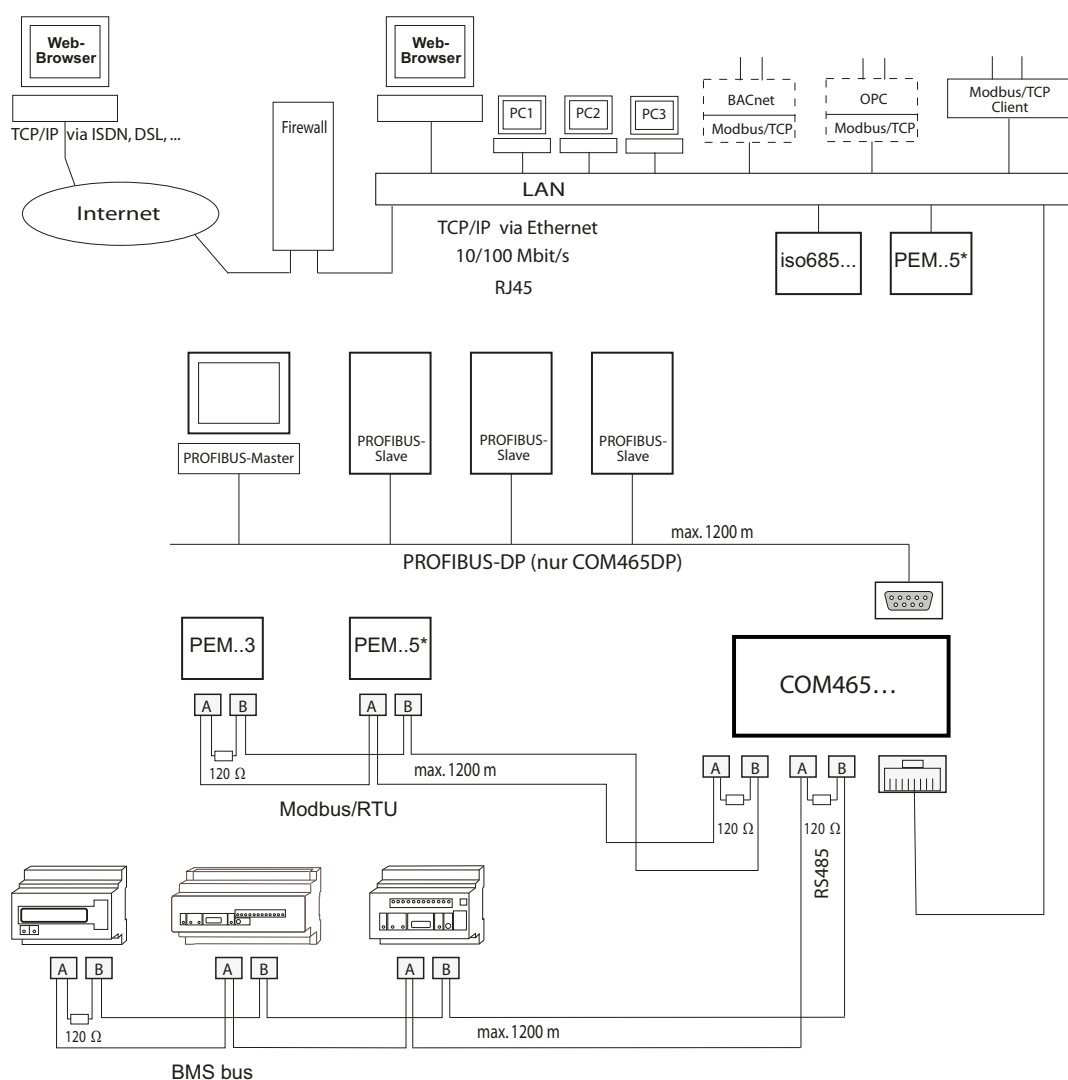 Web-
Browser
Web-
Browser
TCP/IP via ISDN, DSL, ...
Firewall
PC1
PC2
PC3
BACnet
Modbus/TCP
OPC
Modbus/TCP
Modbus/TCP
Client
LAN
Internet
TCP/IP via Ethernet
10/100 Mbit/s
RJ45
iso685...
PEM..5*
PROFIBUS-Master
PROFIBUS-
Slave
PROFIBUS-
Slave
PROFIBUS-
Slave
max. 1200 m
PROFIBUS-DP (nur COM465DP)
PEM..3
PEM..5*
COM465...
A
B
A
B
120 Ω
max. 1200 m
Modbus/RTU
A
B
A
B
120 Ω
120 Ω
RS485
A
B
A
B
A
B
120 Ω
max. 1200 m
BMS bus